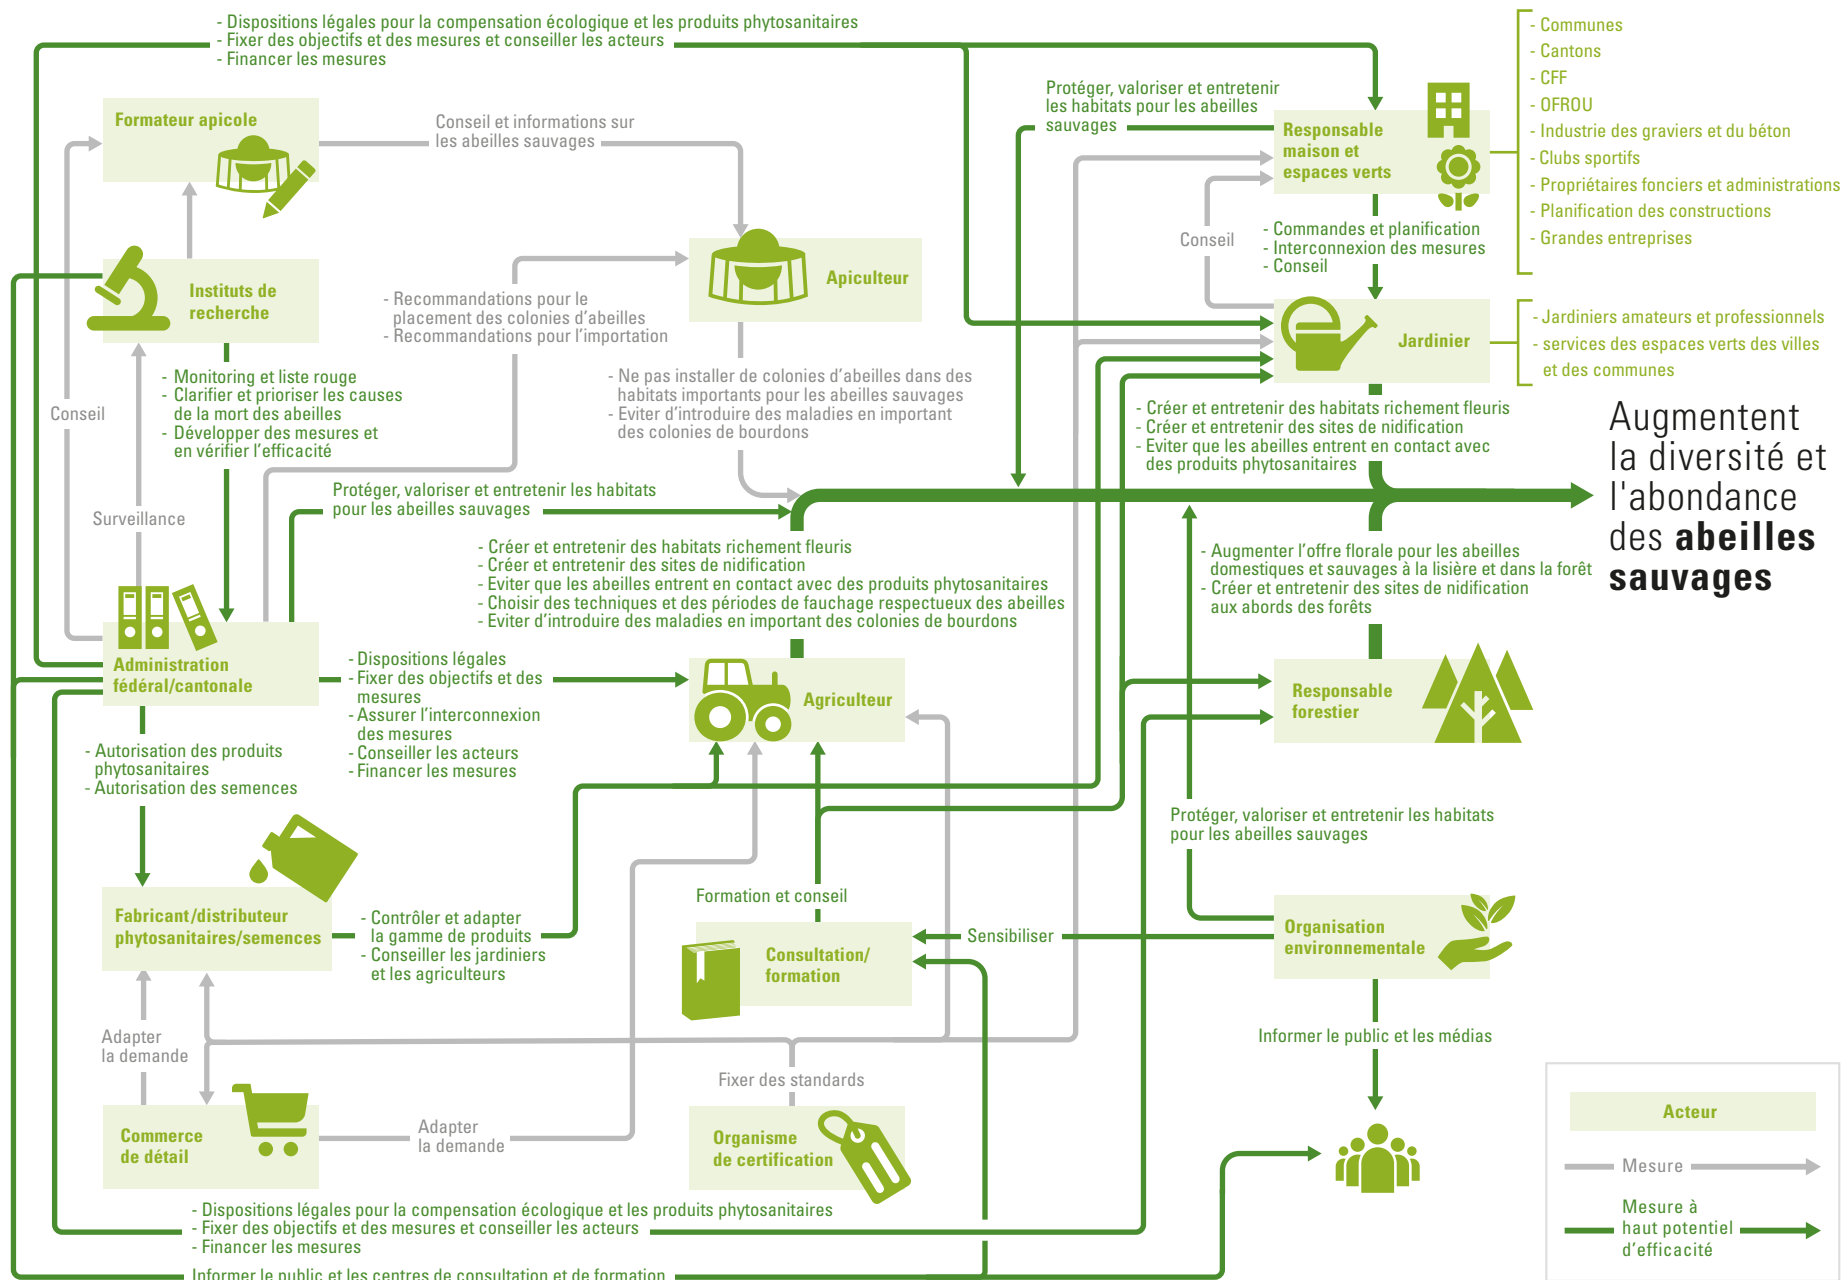 - Dispositions légales pour la compensation écologique et les produits phytosanitaires
- Fixer des objectifs et des mesures et conseiller les acteurs
- Financer les mesures
Formateur apicole
Conseil et informations sur
les abeilles sauvages
Protéger, valoriser et entretenir
les habitats pour les abeilles
sauvages
Responsable
maison et
espaces verts
- Communes
- Cantons
- CFF
- OFROU
- Industrie des graviers et du béton
- Clubs sportifs
- Propriétaires fonciers et administrations
- Planification des constructions
- Grandes entreprises
Conseil
- Commandes et planification
- Interconnexion des mesures
- Conseil
Apiculteur
Instituts de
recherche
- Recommandations pour le
placement des colonies d'abeilles
- Recommandations pour l'importation
Jardinier
- Jardiniers amateurs et professionnels
- services des espaces verts des villes
et des communes
- Monitoring et liste rouge
- Clarifier et prioriser les causes
de la mort des abeilles
- Développer des mesures et
en vérifier l'efficacité
Conseil
- Ne pas installer de colonies d'abeilles dans des
habitats importants pour les abeilles sauvages
- Eviter d'introduire des maladies en important
des colonies de bourdons
- Créer et entretenir des habitats richement fleuris
- Créer et entretenir des sites de nidification
- Eviter que les abeilles entrent en contact avec
des produits phytosanitaires
Augmentent
la diversité et
l'abondance
des abeilles
sauvages
Surveillance
Protéger, valoriser et entretenir les habitats
pour les abeilles sauvages
- Créer et entretenir des habitats richement fleuris
- Créer et entretenir des sites de nidification
- Eviter que les abeilles entrent en contact avec des produits phytosanitaires
- Choisir des techniques et des périodes de fauchage respectueux des abeilles
- Eviter d'introduire des maladies en important des colonies de bourdons
- Augmenter l'offre florale pour les abeilles
domestiques et sauvages à la lisière et dans la forêt
- Créer et entretenir des sites de nidification
aux abords des forêts
Administration
fédéral/cantonale
- Dispositions légales
- Fixer des objectifs et des
mesures
- Assurer l'interconnexion
des mesures
- Conseiller les acteurs
- Financer les mesures
Agriculteur
Responsable
forestier
- Autorisation des produits
phytosanitaires
- Autorisation des semences
Protéger, valoriser et entretenir les habitats
pour les abeilles sauvages
Fabricant/distributeur
phytosanitaires/semences
- Contrôler et adapter
la gamme de produits
- Conseiller les jardiniers
et les agriculteurs
Formation et conseil
Consultation/
formation
Sensibiliser
Organisation
environnementale
Adapter
la demande
Informer le public et les médias
Fixer des standards
Commerce
de détail
Adapter
la demande
Organisme
de certification
Acteur
Mesure
Mesure à
haut potentiel
d'efficacité
- Dispositions légales pour la compensation écologique et les produits phytosanitaires
- Fixer des objectifs et des mesures et conseiller les acteurs
- Financer les mesures
Informer le public et les centres de consultation et de formation